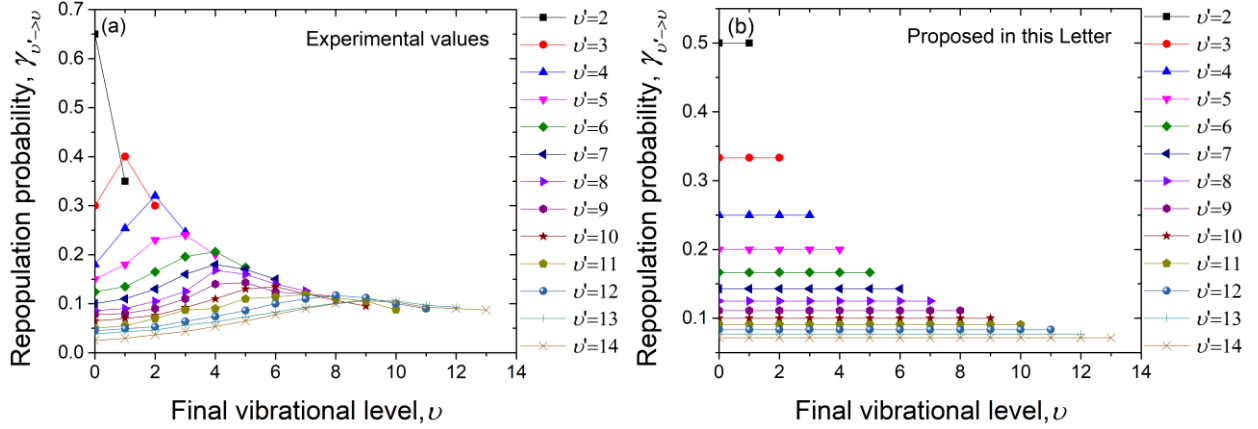 (a)
Experimental values
Repopulation probability, γυ'->υ
0.7
0.6
0.5
0.4
0.3
0.2
0.1
0.0
0 2 4 6 8 10 12 14
Final vibrational level,υ
υ'=2
υ'=3
υ'=4
υ'=5
υ'=6
υ'=7
υ'=8
υ'=9
υ'=10
υ'=11
υ'=12
υ'=13
υ'=14
(b)
Proposed in this Letter
Repopulation probability, γυ'->υ
0.5
0.4
0.3
0.2
0.1
0 2 4 6 8 10 12 14
Final vibrational level,υ
υ'=2
υ'=3
υ'=4
υ'=5
υ'=6
υ'=7
υ'=8
υ'=9
υ'=10
υ'=11
υ'=12
υ'=13
υ'=14